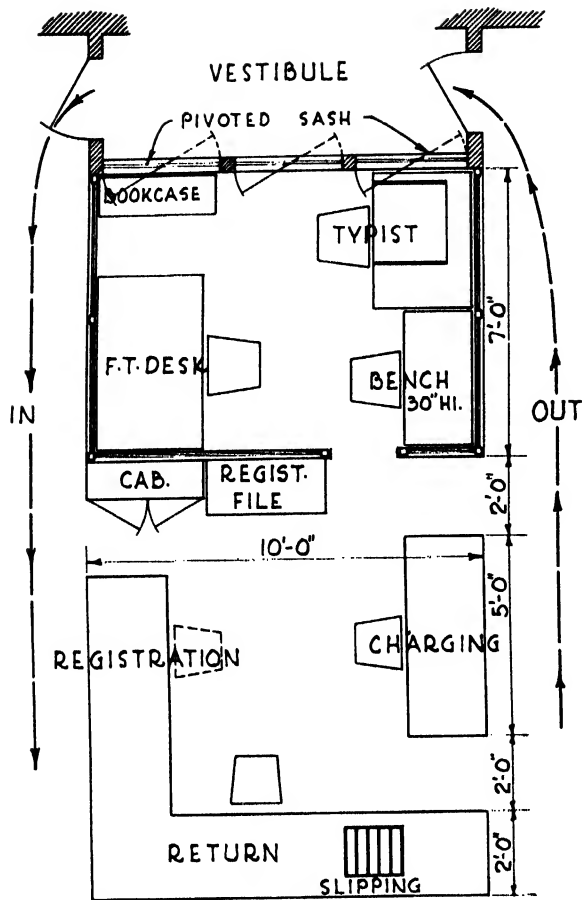 VESTIBULE
PIVOTED SASH
BOOKCASE
TYPIST
7'-0"
F.T. DESK
BENCH
30" HI.
IN
OUT
CAB.
REGIST.
FILE
2'-0"
10'-0"
5'-0"
REGISTRATION
CHARGING
2'-0"
RETURN
2'-0"
SLIPPING